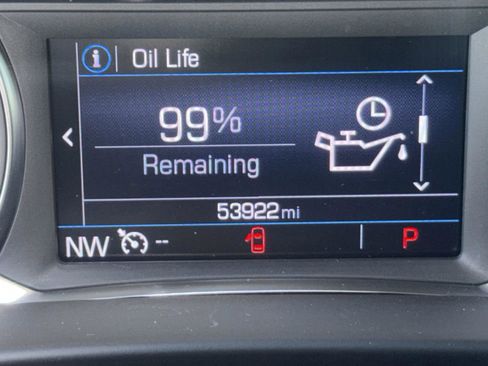 i Oil Life
99%
Remaining
53922 mi
NW -- P